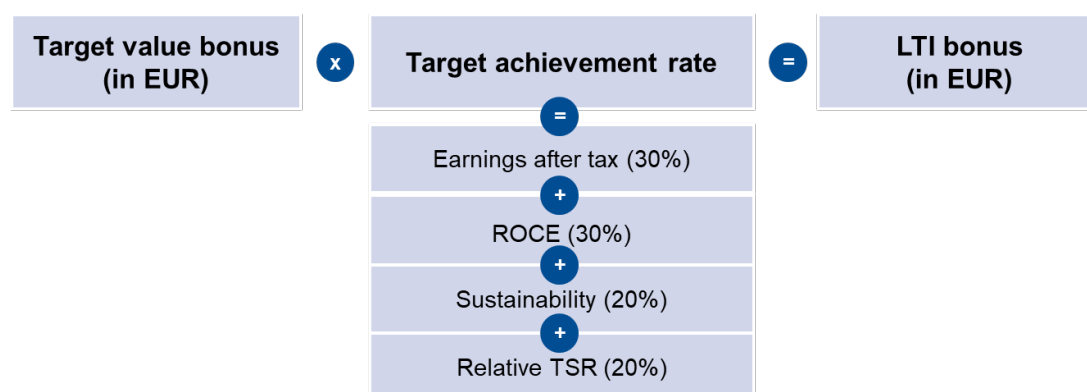 Target value bonus
(in EUR)
x
Target achievement rate
=
LTI bonus
(in EUR)
=
Earnings after tax (30%)
+
ROCE (30%)
+
Sustainability (20%)
+
Relative TSR (20%)